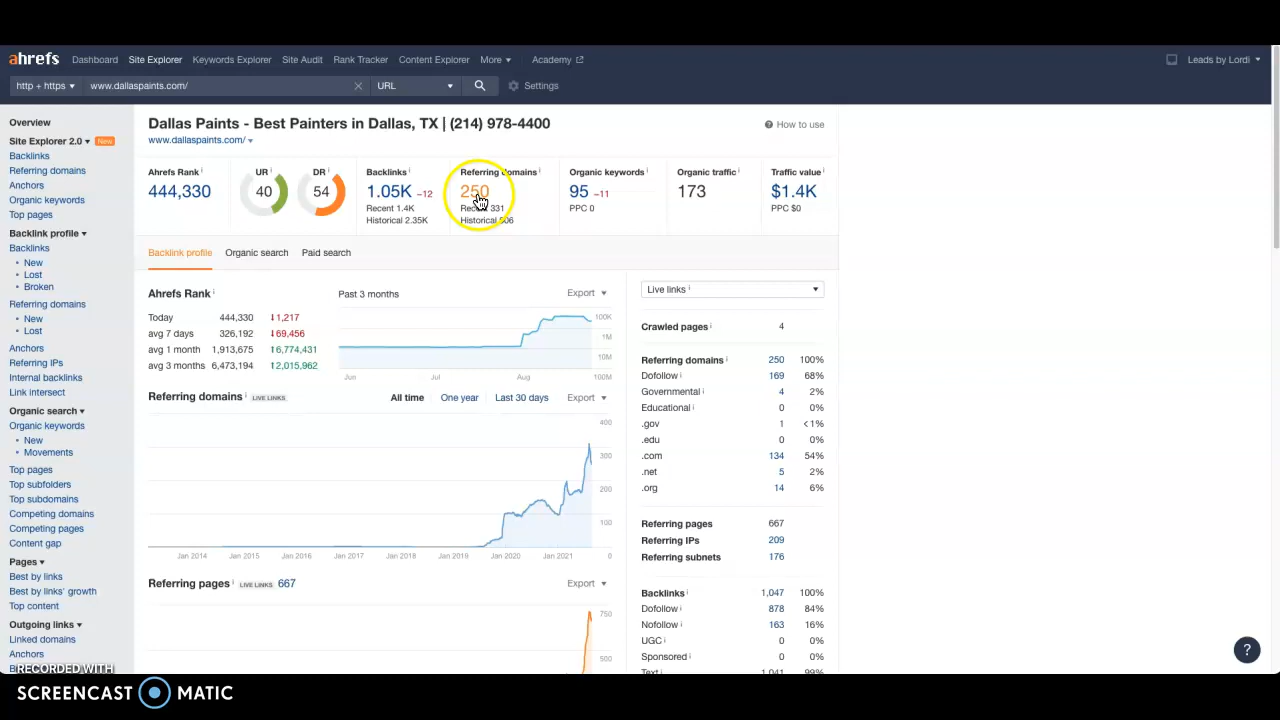 ahrefs Dashboard Site Explorer Keywords Explorer Site Audit Rank Tracker Content Explorer More Academy Leads by Lordi
http + https www.dallaspaints.com/ URL Settings
Overview
Site Explorer 2.0 New
Backlinks
Referring domains
Anchors
Organic keywords
Top pages
Backlink profile
Backlinks
New
Lost
Broken
Referring domains
New
Lost
Anchors
Referring IPs
Internal backlinks
Link intersect
Organic search
Organic keywords
New
Movements
Top pages
Top subfolders
Top subdomains
Competing domains
Competing pages
Content gap
Pages
Best by links
Best by links' growth
Top content
Outgoing links
Linked domains
Anchors
Dallas Paints - Best Painters in Dallas, TX | (214) 978-4400
How to use
www.dallaspaints.com/
Ahrefs Rank UR DR Backlinks Referring domains Organic keywords Organic traffic Traffic value
444,330 40 54 1.05K -12 250 95 -11 173 $1.4K
Recent 1.4K 331 PPC 0 PPC $0
Historical 2.35K Historical
Backlink profile Organic search Paid search
Ahrefs Rank Past 3 months Export
Today 444,330 ↓1,217
avg 7 days 326,192 ↓69,456
avg 1 month 1,913,675 ↑6,774,431
avg 3 months 6,473,194 ↑2,015,962
100K
1M
10M
100M
Jun Jul Aug
Referring domains LIVE LINKS All time One year Last 30 days Export
400
300
200
100
0
Jan 2014 Jan 2015 Jan 2016 Jan 2017 Jan 2018 Jan 2019 Jan 2020 Jan 2021
Referring pages LIVE LINKS 667 Export
750
500
Live links
Crawled pages 4
Referring domains 250 100%
Dofollow 169 68%
Governmental 4 2%
Educational 0 0%
.gov 1 <1%
.edu 0 0%
.com 134 54%
.net 5 2%
.org 14 6%
Referring pages 667
Referring IPs 209
Referring subnets 176
Backlinks 1,047 100%
Dofollow 878 84%
Nofollow 163 16%
UGC 0 0%
Sponsored 0 0%
Text 1,041 99%
?
RECORDED WITH
SCREENCAST MATIC